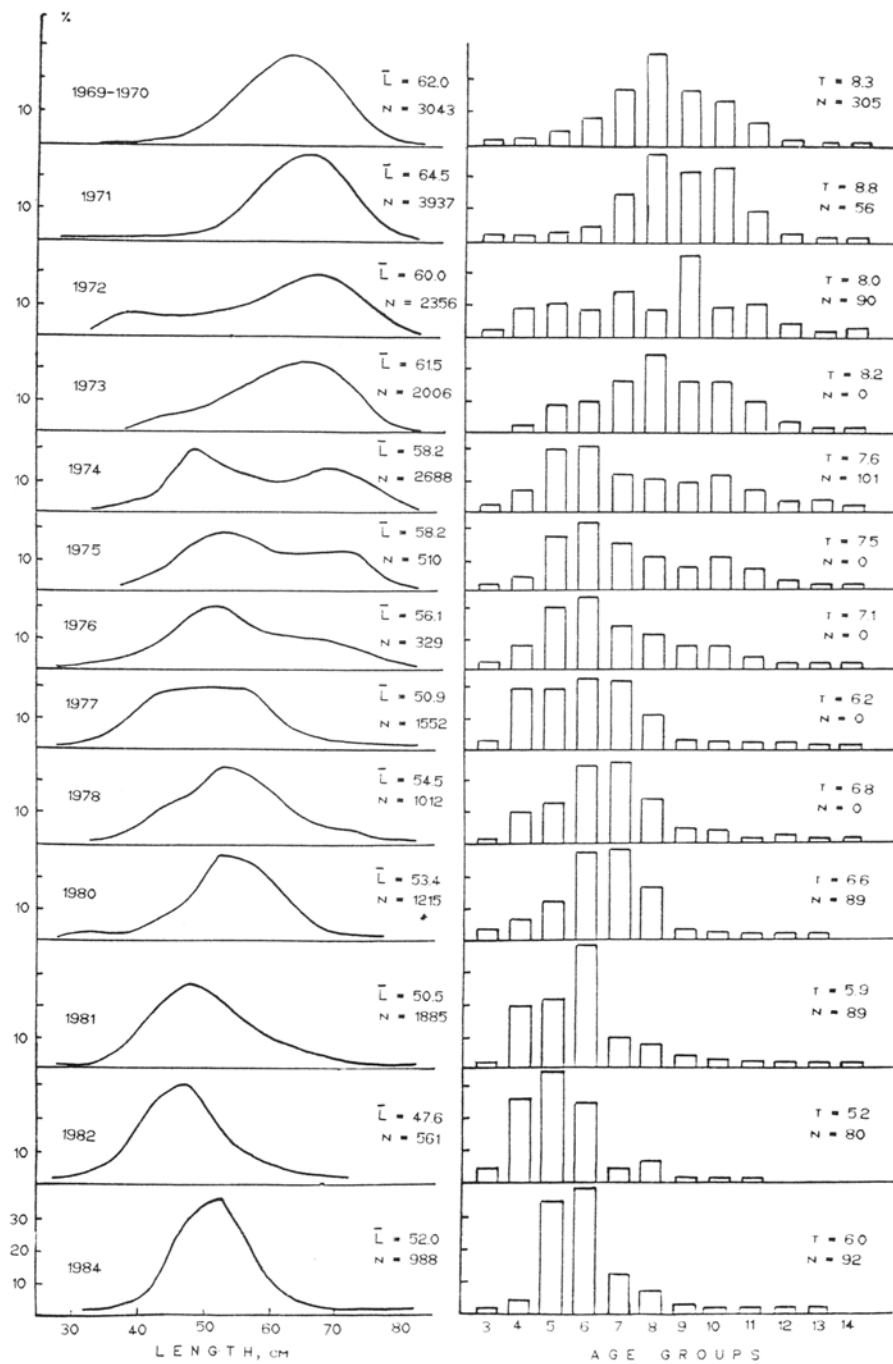 %
1969-1970
10
L = 62.0
N = 3043
T = 8.3
N = 305
1971
10
L = 64.5
N = 3937
T = 8.8
N = 56
1972
10
L = 60.0
N = 2356
T = 8.0
N = 90
1973
10
L = 61.5
N = 2006
T = 8.2
N = 0
1974
10
L = 58.2
N = 2688
T = 7.6
N = 101
1975
10
L = 58.2
N = 510
T = 7.5
N = 0
1976
10
L = 56.1
N = 329
T = 7.1
N = 0
1977
10
L = 50.9
N = 1552
T = 6.2
N = 0
1978
10
L = 54.5
N = 1012
T = 6.8
N = 0
1980
10
L = 53.4
N = 1215
T = 6.6
N = 89
1981
10
L = 50.5
N = 1885
T = 5.9
N = 89
1982
10
L = 47.6
N = 561
T = 5.2
N = 80
30
20
10
1984
L = 52.0
N = 988
T = 6.0
N = 92
30 40 50 60 70 80
3 4 5 6 7 8 9 10 11 12 13 14
LENGTH, CM
AGE GROUPS